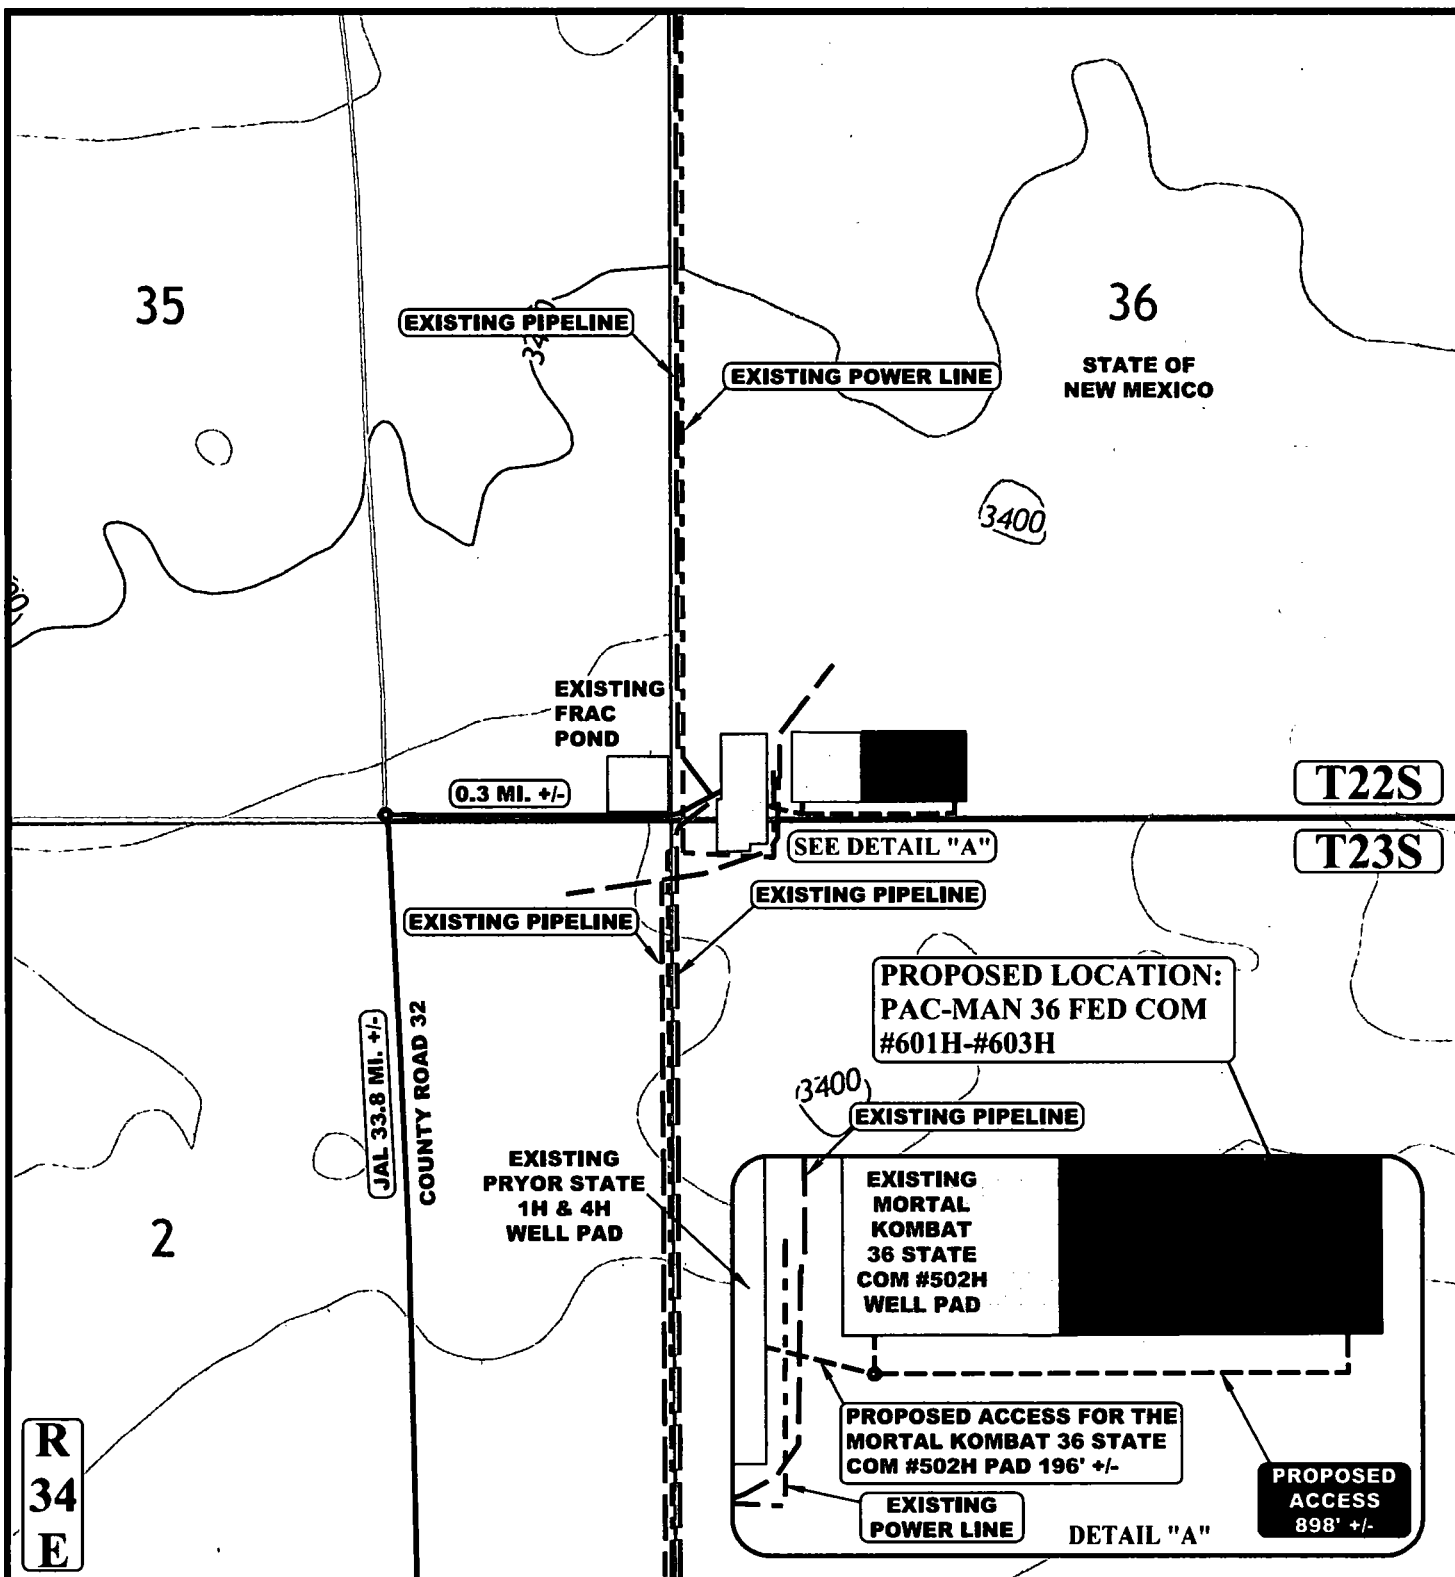 35
EXISTING PIPELINE
36
STATE OF
NEW MEXICO
EXISTING POWER LINE
3400
EXISTING
FRAC
POND
0.3 MI. +/-
T22S
SEE DETAIL "A"
T23S
EXISTING PIPELINE
EXISTING PIPELINE
PROPOSED LOCATION:
PAC-MAN 36 FED COM
#601H-#603H
JAL 33.8 MI. +/-
COUNTY ROAD 32
3400
EXISTING PIPELINE
EXISTING
PRYOR STATE
1H & 4H
WELL PAD
2
EXISTING
MORTAL
KOMBAT
36 STATE
COM #502H
WELL PAD
PROPOSED ACCESS FOR THE
MORTAL KOMBAT 36 STATE
COM #502H PAD 196' +/-
PROPOSED
ACCESS
898' +/-
EXISTING
POWER LINE
DETAIL "A"
R
34
E